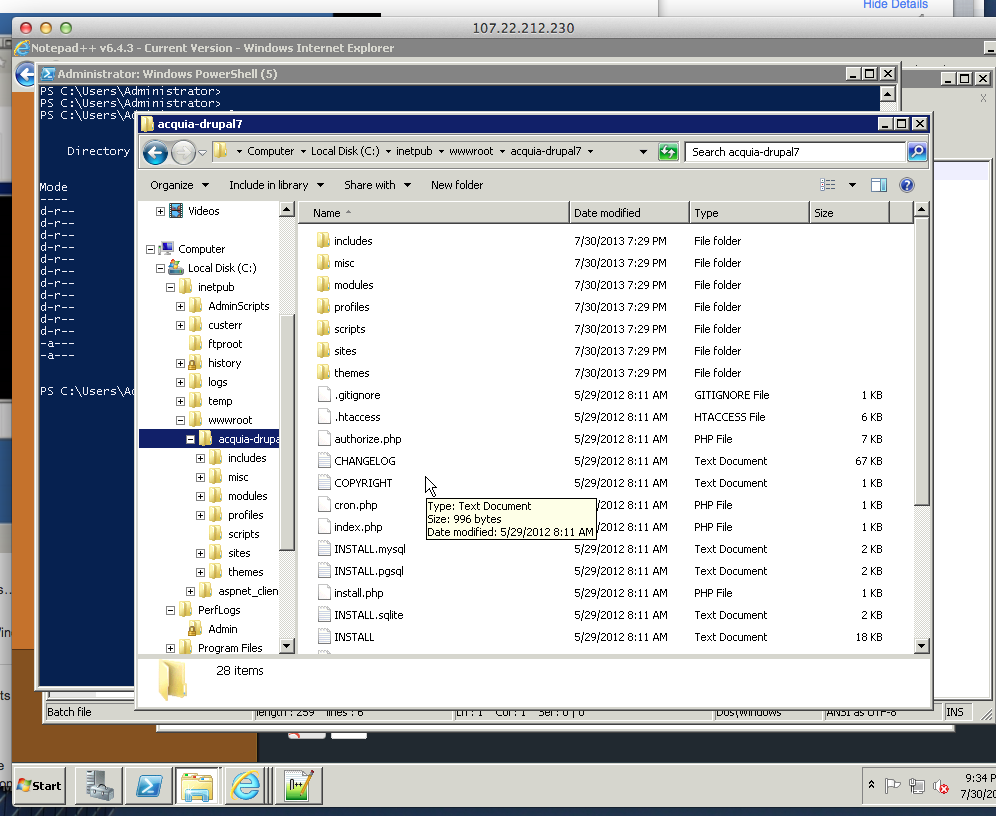 Hide Details
107.22.212.230
Notepad++ v6.4.3 - Current Version - Windows Internet Explorer
Administrator: Windows PowerShell (5)
PS C:\Users\Administrator>
PS C:\Users\Administrator>
PS C:\Users\Ad
Directory
Mode
----
d-r--
d-r--
d-r--
d-r--
d-r--
d-r--
d-r--
d-r--
d-r--
d-r--
d-r--
-a---
-a---
PS C:\Users\Ad
acquia-drupal7
Computer Local Disk (C:) inetpub wwwroot acquia-drupal7
Search acquia-drupal7
Organize Include in library Share with New folder
Videos
Computer
Local Disk (C:)
inetpub
AdminScripts
custerr
ftproot
history
logs
temp
wwwroot
acquia-drupa
includes
misc
modules
profiles
scripts
sites
themes
aspnet_clien
PerfLogs
Admin
Program Files
Name Date modified Type Size
includes 7/30/2013 7:29 PM File folder
misc 7/30/2013 7:29 PM File folder
modules 7/30/2013 7:29 PM File folder
profiles 7/30/2013 7:29 PM File folder
scripts 7/30/2013 7:29 PM File folder
sites 7/30/2013 7:29 PM File folder
themes 7/30/2013 7:29 PM File folder
.gitignore 5/29/2012 8:11 AM GITIGNORE File 1 KB
.htaccess 5/29/2012 8:11 AM HTACCESS File 6 KB
authorize.php 5/29/2012 8:11 AM PHP File 7 KB
CHANGELOG 5/29/2012 8:11 AM Text Document 67 KB
COPYRIGHT 5/29/2012 8:11 AM Text Document 1 KB
cron.php 5/29/2012 8:11 AM PHP File 1 KB
index.php 5/29/2012 8:11 AM PHP File 1 KB
INSTALL.mysql 5/29/2012 8:11 AM Text Document 2 KB
INSTALL.pgsql 5/29/2012 8:11 AM Text Document 2 KB
install.php 5/29/2012 8:11 AM PHP File 1 KB
INSTALL.sqlite 5/29/2012 8:11 AM Text Document 2 KB
INSTALL 5/29/2012 8:11 AM Text Document 18 KB
Type: Text Document
Size: 996 bytes
Date modified: 5/29/2012 8:11 AM
28 items
Batch file length : 259 lines : 6 Ln : 1 Col : 1 Sel : 0 | 0 Dos\Windows ANSI as UTF-8 INS
Start
9:34 P
7/30/20